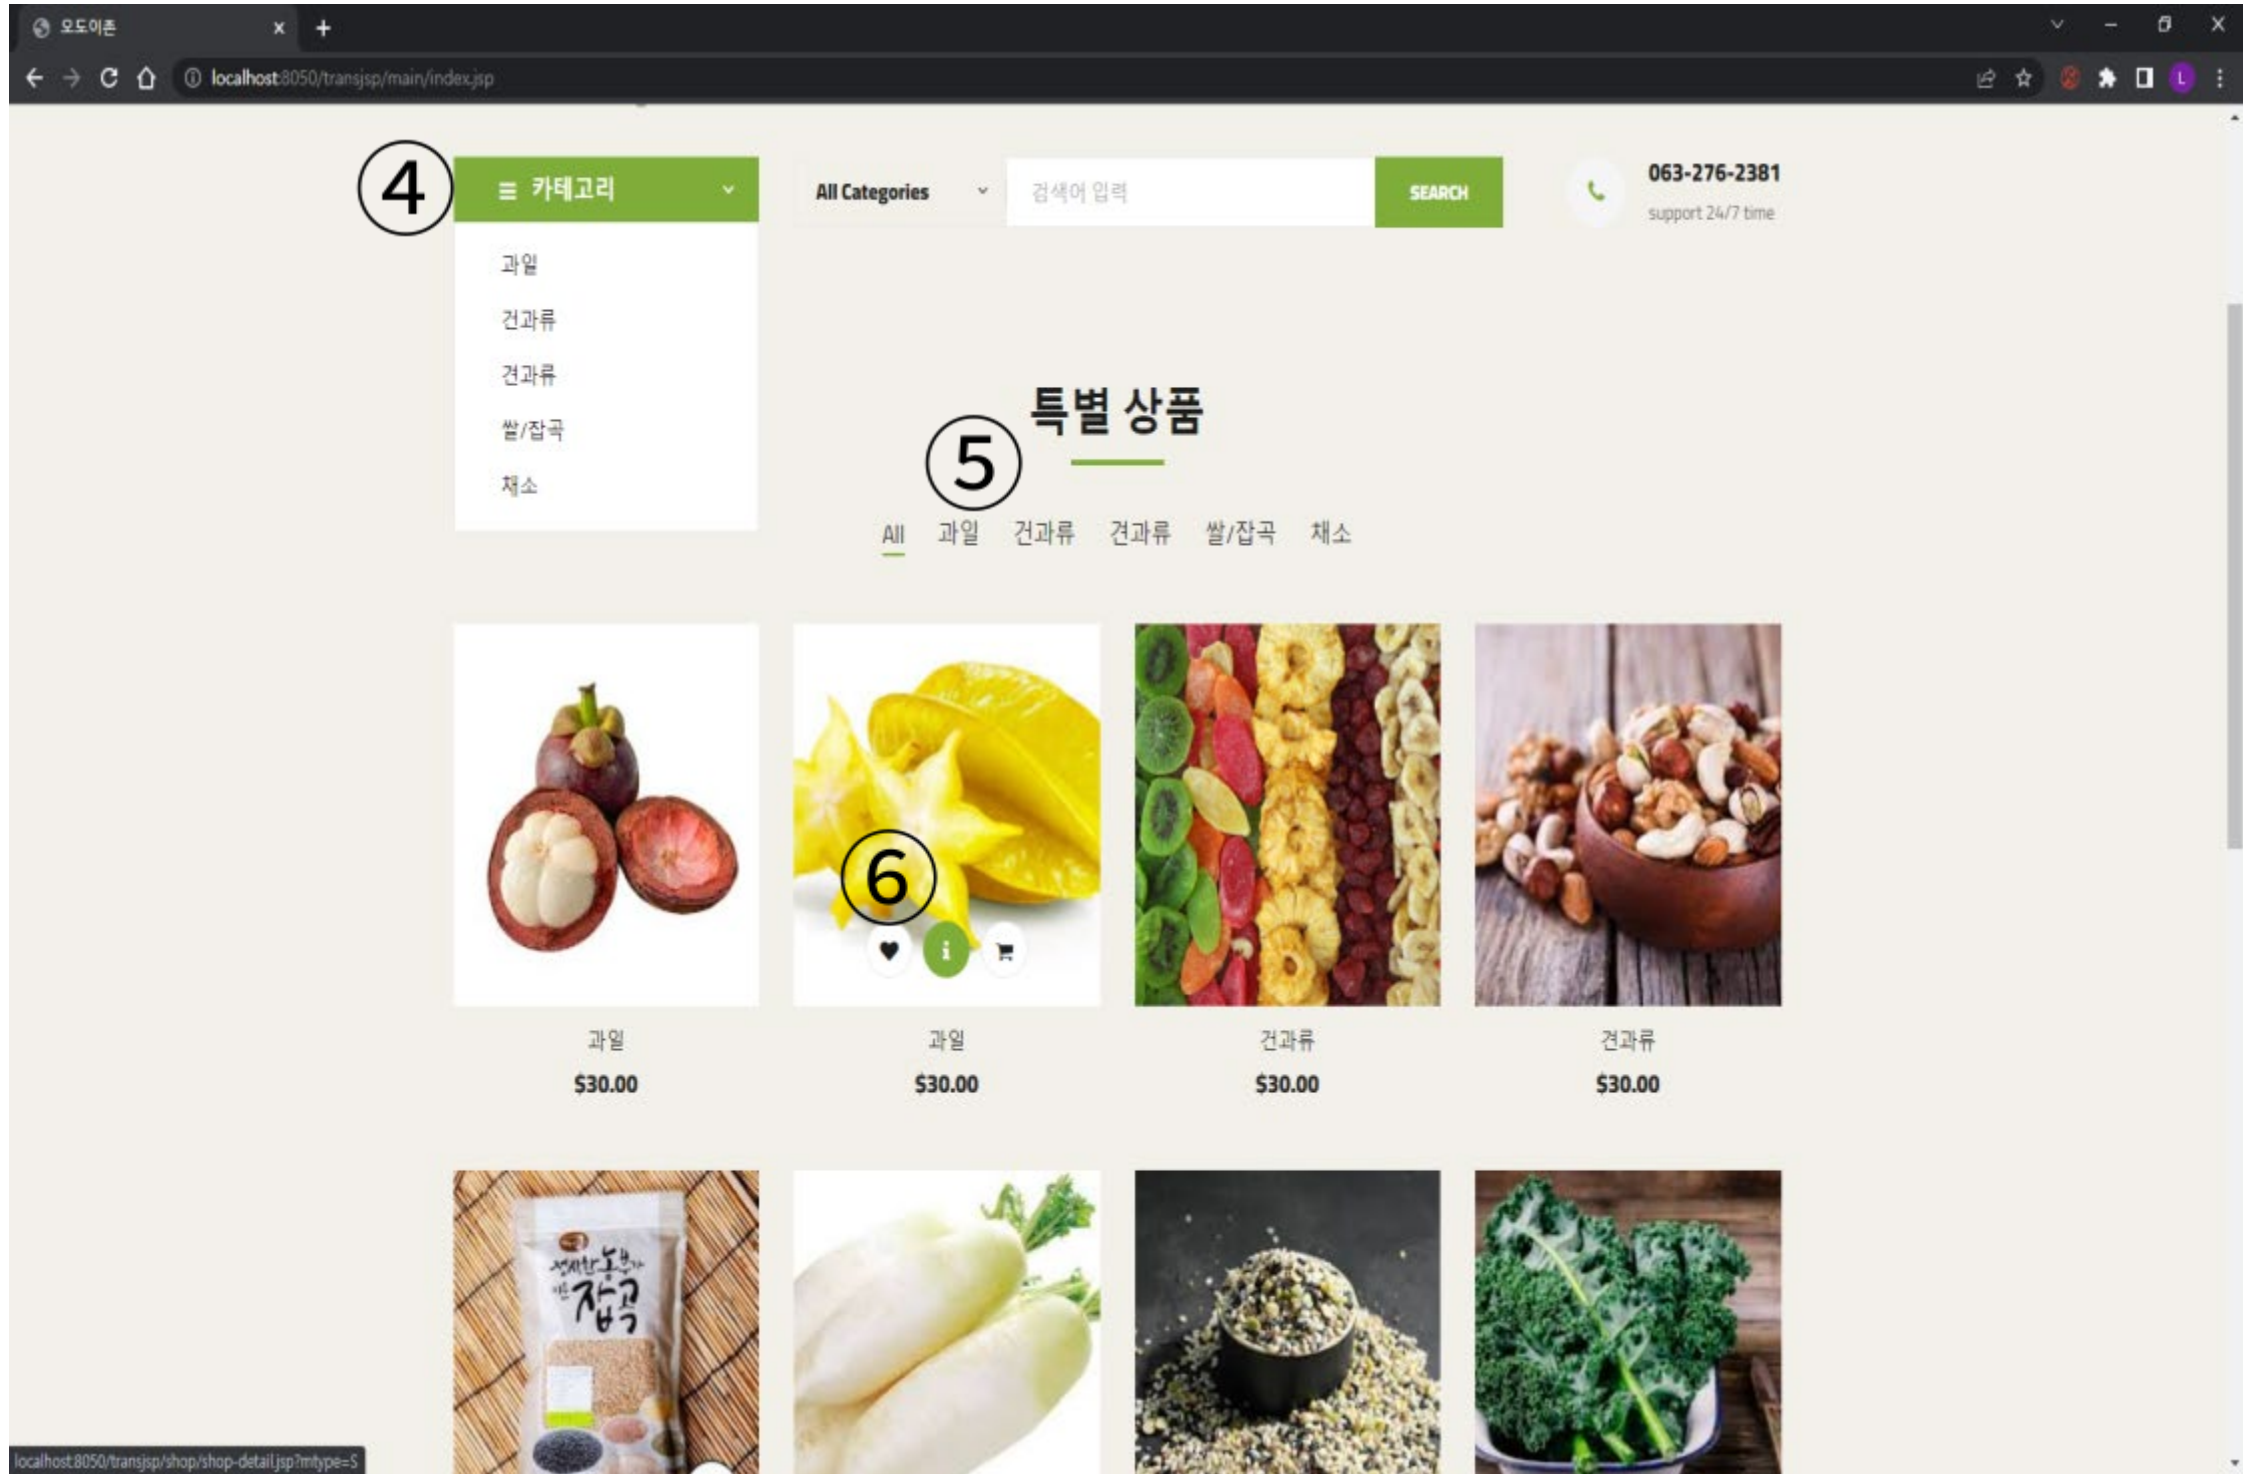 오도이촌
localhost:8050/transjsp/main/index.jsp
L
④
카테고리
All Categories
검색어 입력
SEARCH
063-276-2381
support 24/7 time
과일
건과류
견과류
쌀/잡곡
채소
특별 상품
⑤
All 과일 건과류 견과류 쌀/잡곡 채소
⑥
과일
$30.00
과일
$30.00
건과류
$30.00
견과류
$30.00
잡곡
localhost:8050/transjsp/shop/shop-detail.jsp?mtype=S